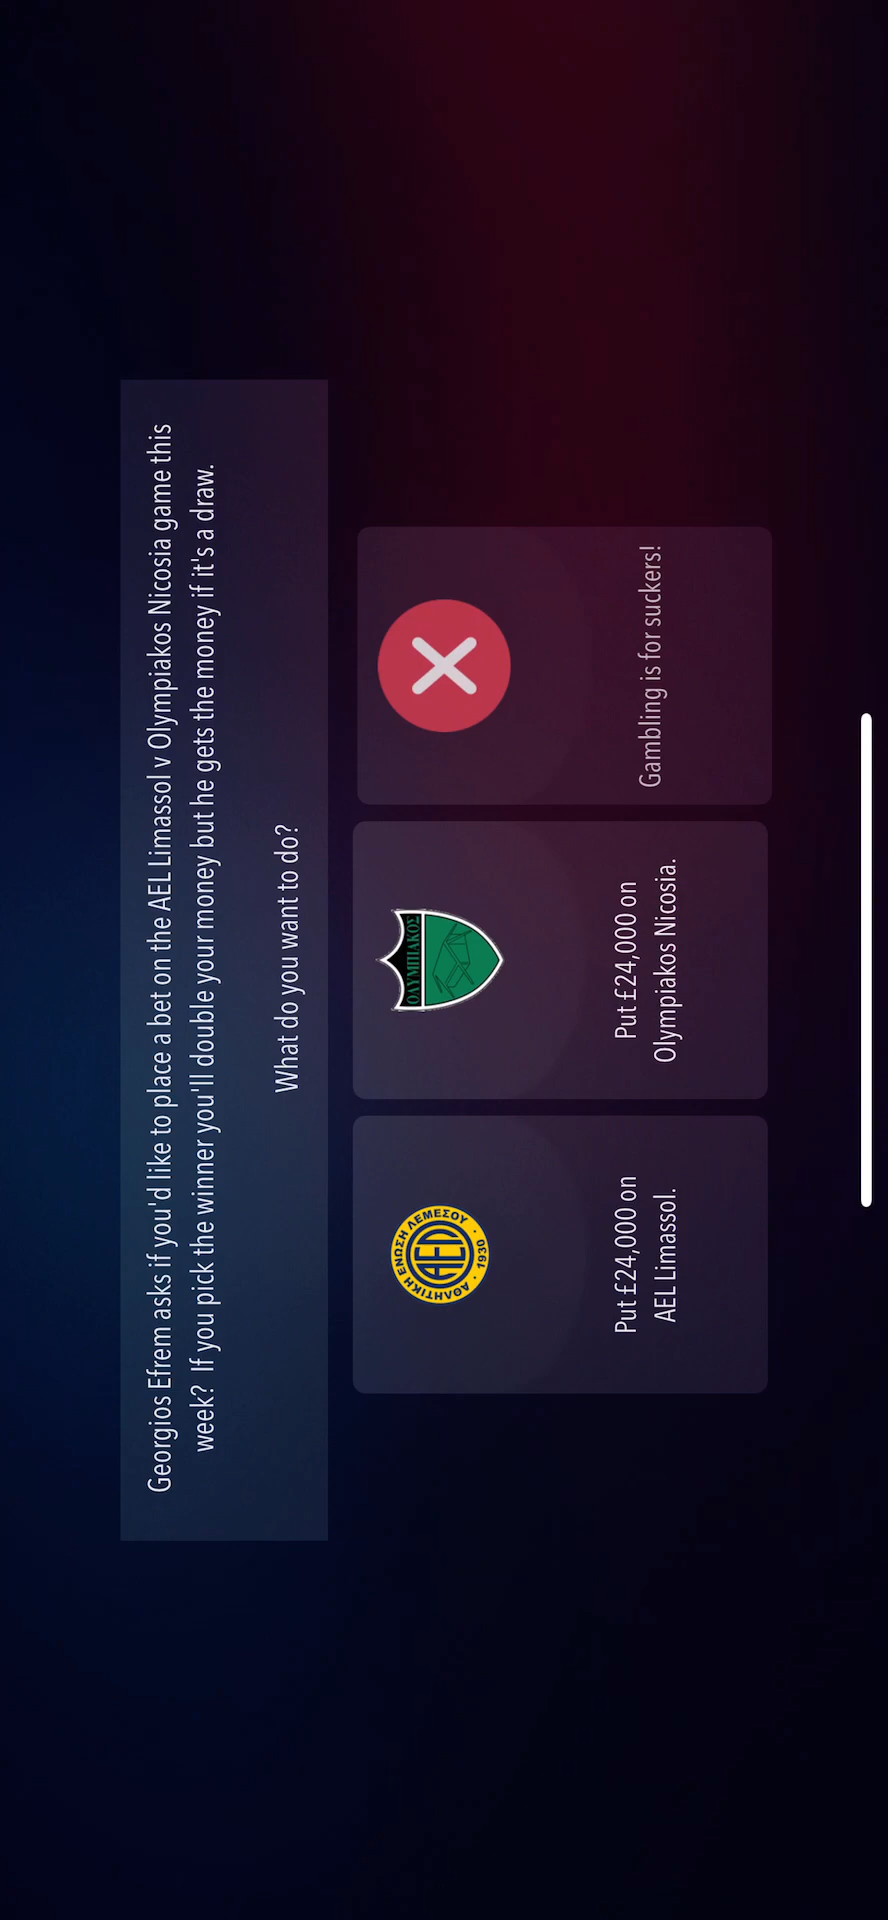 Georgios Efrem asks if you'd like to place a bet on the AEL Limassol v Olympiakos Nicosia game this
week?  If you pick the winner you'll double your money but he gets the money if it's a draw.
What do you want to do?
ΑΘΛΗΤΙΚΗ ΕΝΩΣΗ ΛΕΜΕΣΟΥ · 1930 ·
ΑΕΛ
Put £24,000 on
AEL Limassol.
ΟΛΥΜΠΙΑΚΟΣ
Put £24,000 on
Olympiakos Nicosia.
Gambling is for suckers!